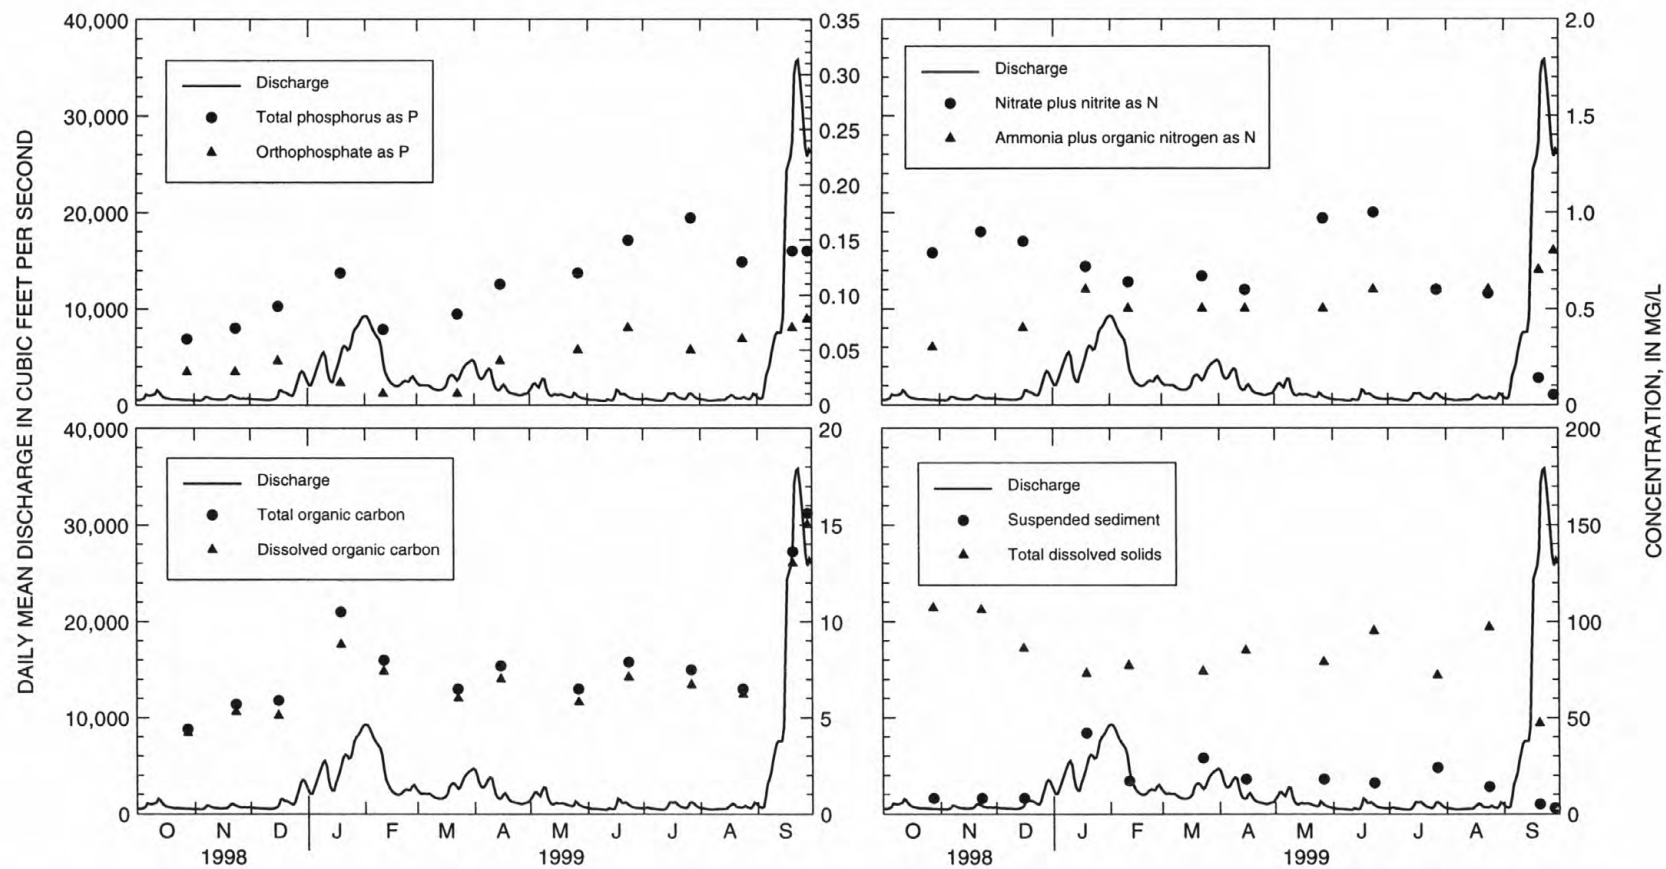 DAILY MEAN DISCHARGE IN CUBIC FEET PER SECOND
40,000
30,000
20,000
10,000
0
Discharge
Total phosphorus as P
Orthophosphate as P
0.35
0.30
0.25
0.20
0.15
0.10
0.05
0
Discharge
Nitrate plus nitrite as N
Ammonia plus organic nitrogen as N
2.0
1.5
1.0
0.5
0
40,000
30,000
20,000
10,000
0
Discharge
Total organic carbon
Dissolved organic carbon
20
15
10
5
0
O N D J F M A M J J A S
1998 1999
Discharge
Suspended sediment
Total dissolved solids
200
150
100
50
0
O N D J F M A M J J A S
1998 1999
CONCENTRATION, IN MG/L